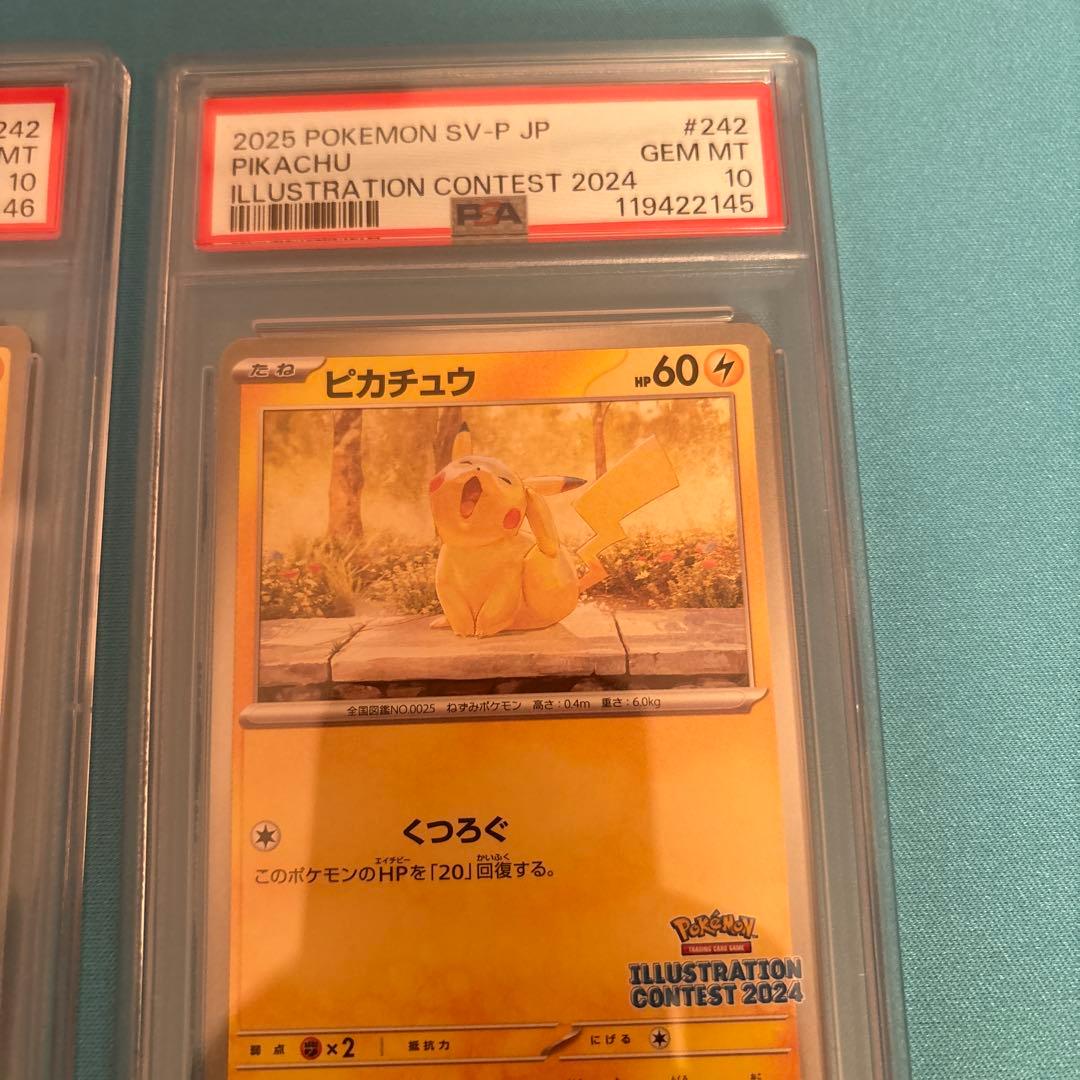 242
MT
10
46
2025 POKEMON SV-P JP #242
PIKACHU GEM MT
ILLUSTRATION CONTEST 2024 10
PSA 119422145
たね ピカチュウ HP60
全国図鑑NO.0025 ねずみポケモン 高さ:0.4m 重さ:6.0kg
くつろぐ
エイチピー かいふく
このポケモンのHPを「20」回復する。
Pokémon
TRADING CARD GAME
ILLUSTRATION
CONTEST 2024
弱点 ×2 抵抗力 にげる